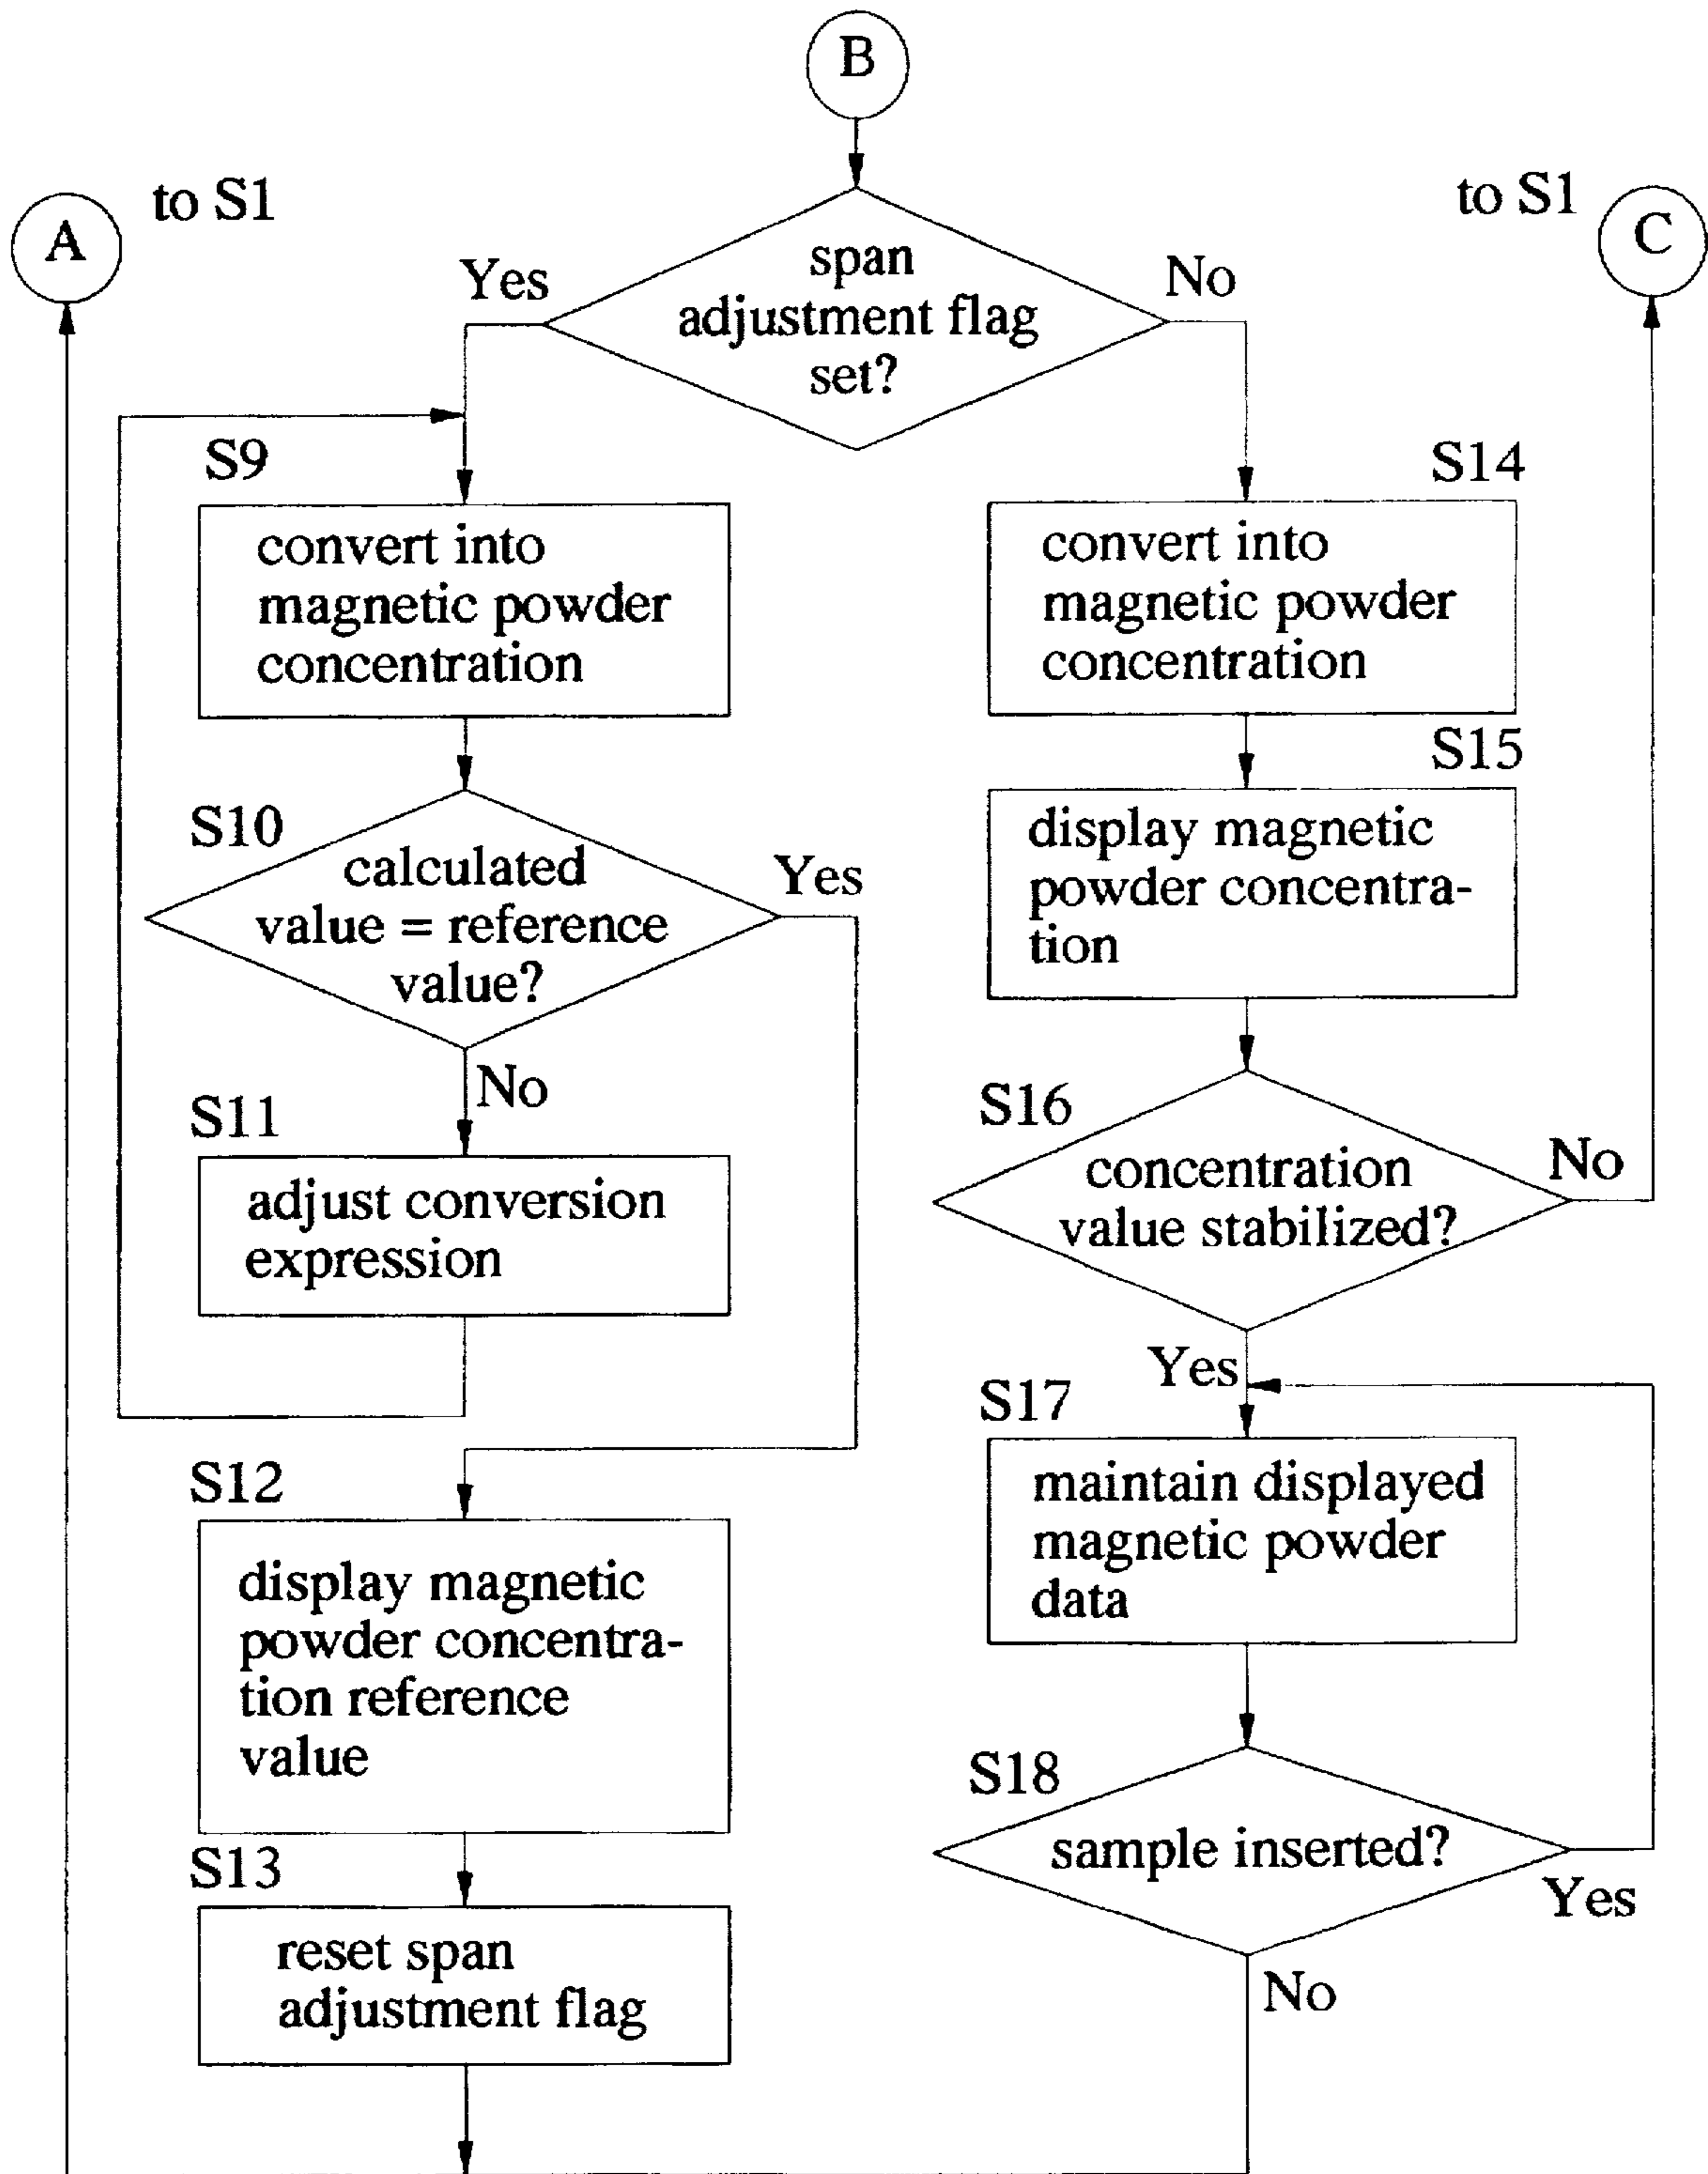 B
A
to S1
to S1
C
span
adjustment flag
set?
Yes
No
S9
convert into
magnetic powder
concentration
S10
calculated
value = reference
value?
Yes
No
S11
adjust conversion
expression
S12
display magnetic
powder concentra-
tion reference
value
S13
reset span
adjustment flag
S14
convert into
magnetic powder
concentration
S15
display magnetic
powder concentra-
tion
S16
concentration
value stabilized?
No
Yes
S17
maintain displayed
magnetic powder
data
S18
sample inserted?
Yes
No